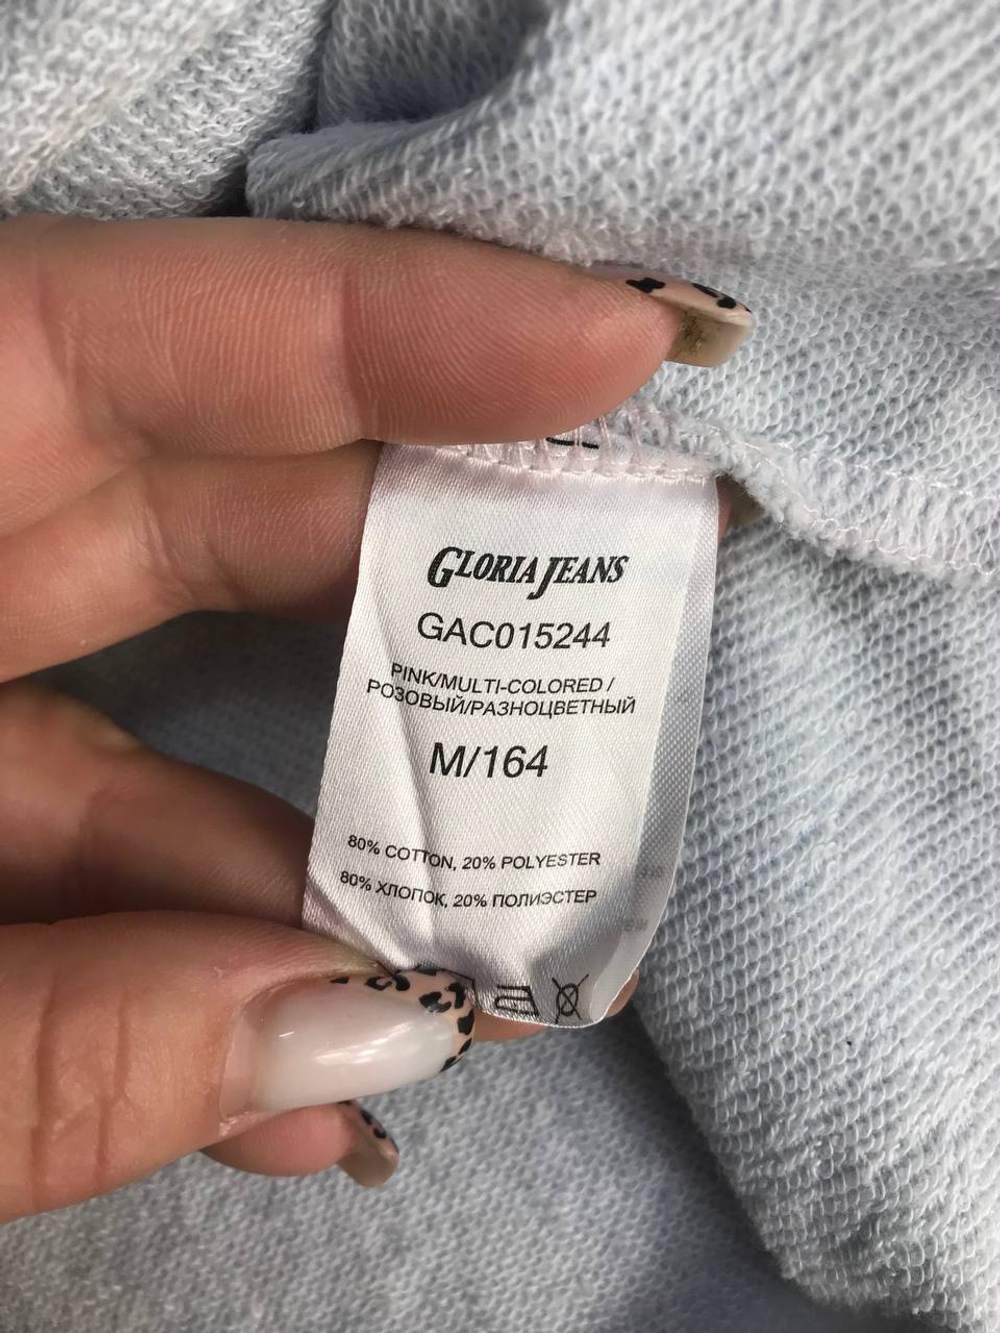 GLORIA JEANS
GAC015244
PINK/MULTI-COLORED /
РОЗОВЫЙ/РАЗНОЦВЕТНЫЙ
M/164
80% COTTON, 20% POLYESTER
80% ХЛОПОК, 20% ПОЛИЭСТЕР